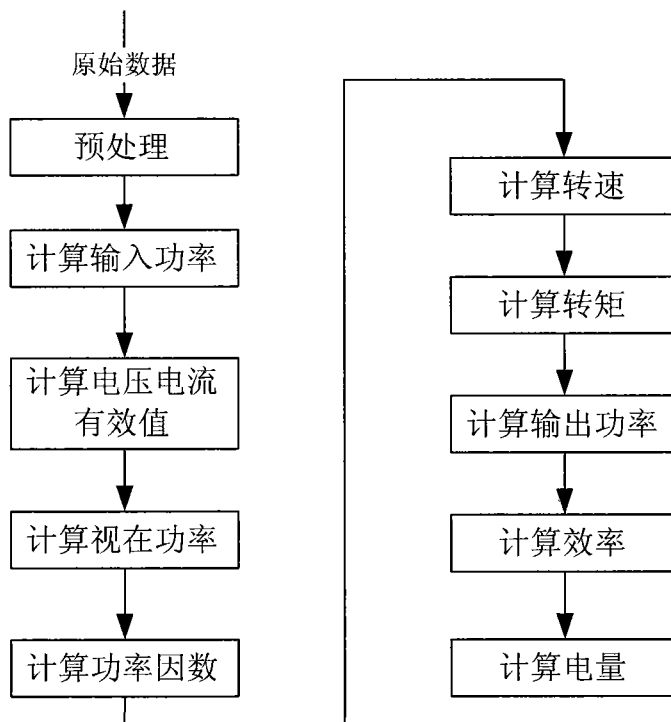 原始数据
预处理
计算输入功率
计算电压电流
有效值
计算视在功率
计算功率因数
计算转速
计算转矩
计算输出功率
计算效率
计算电量